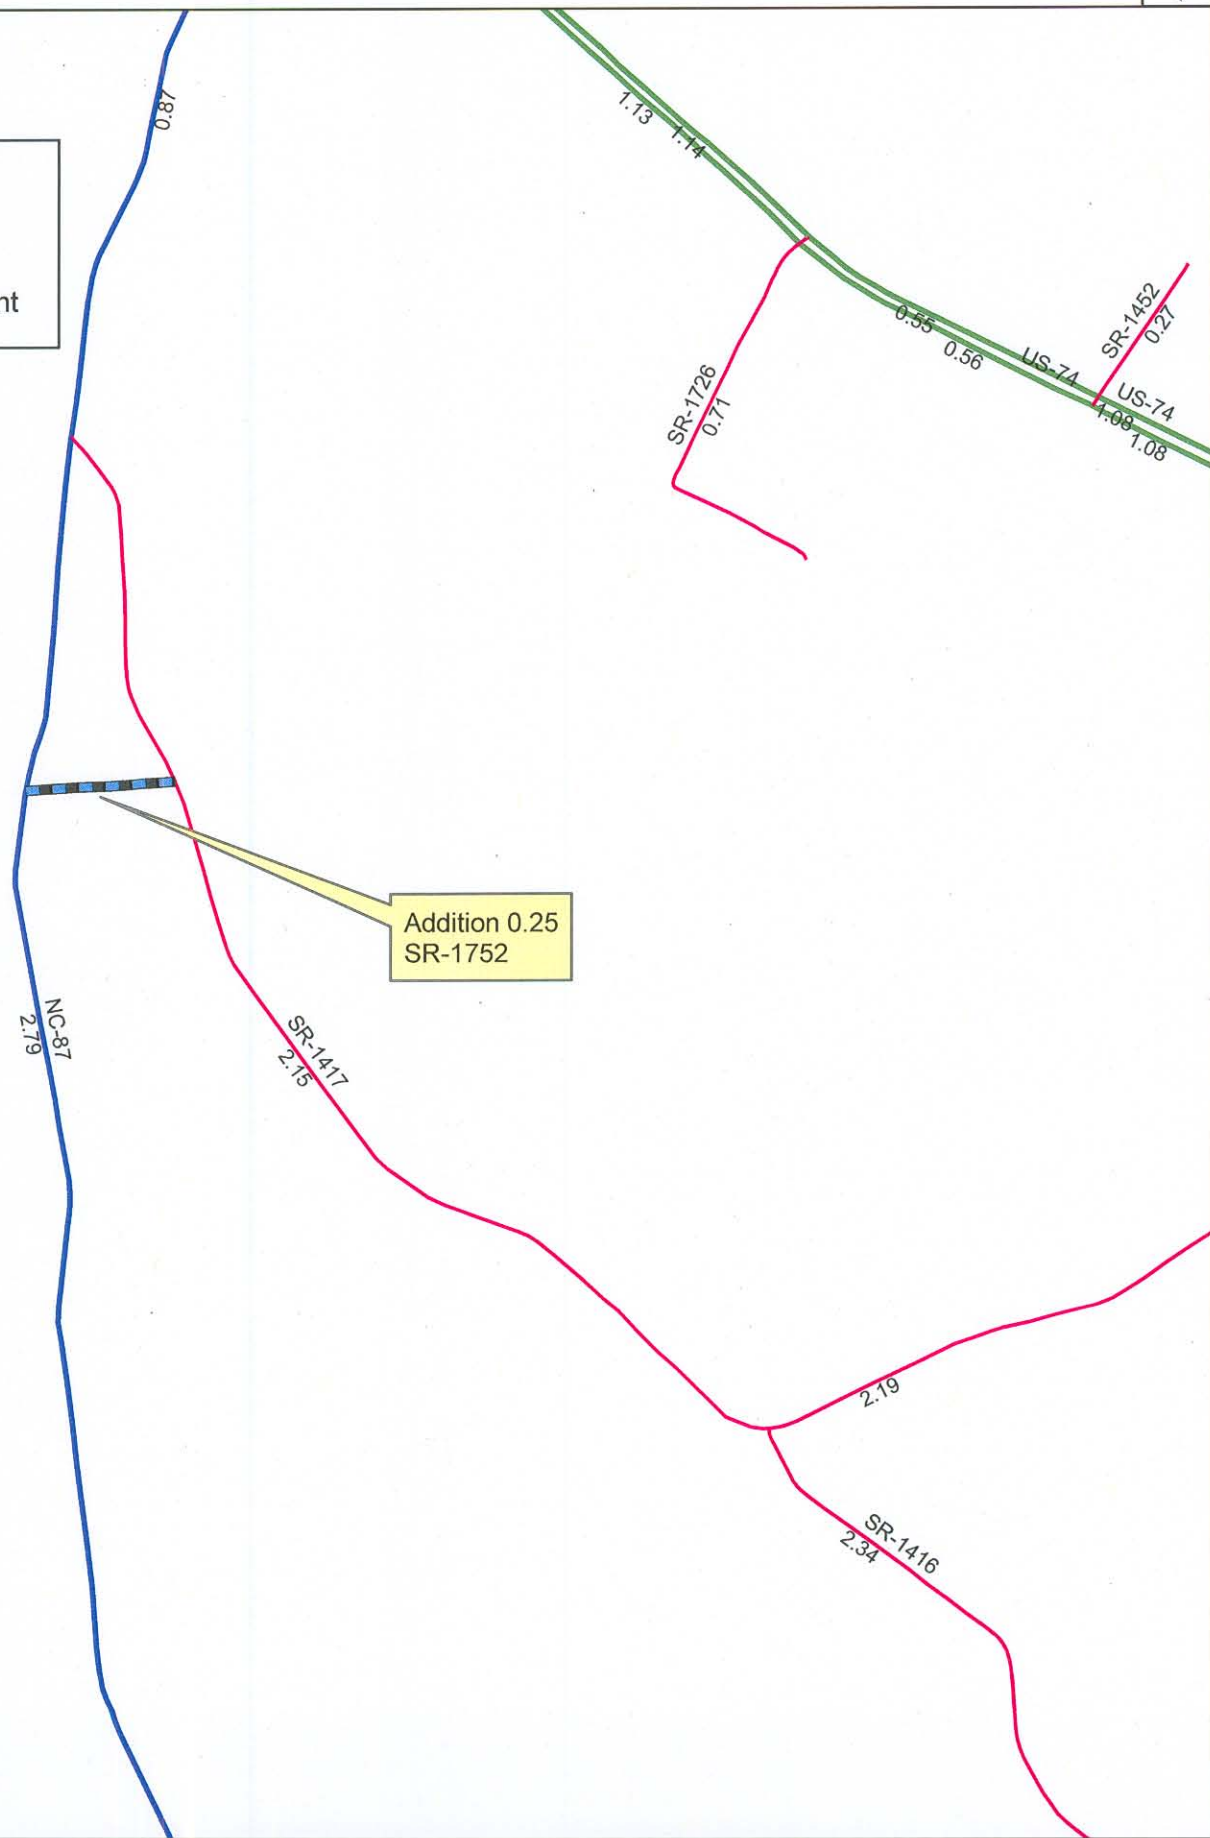 0.87
1.13
1.14
nt
0.55
0.56
US-74
SR-1452
0.27
US-74
1.08
1.08
SR-1726
0.71
Addition 0.25
SR-1752
NC-87
2.79
SR-1417
2.15
2.19
SR-1416
2.34